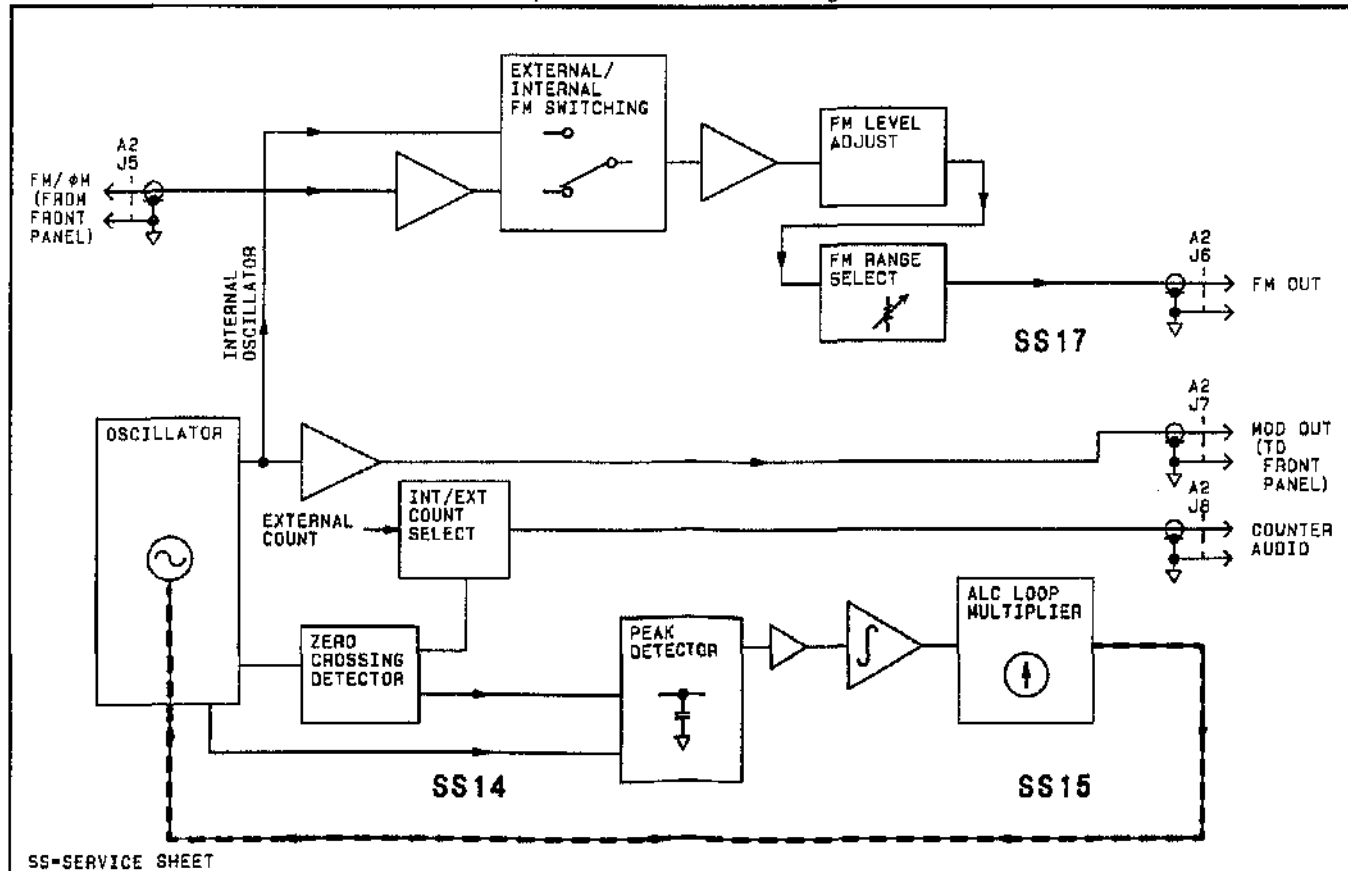 EXTERNAL/
INTERNAL
FM SWITCHING
FM LEVEL
ADJUST
A2
J5
FM/ ΦM
(FROM
FRONT
PANEL)
INTERNAL
OSCILLATOR
FM RANGE
SELECT
A2
J6
FM OUT
SS17
OSCILLATOR
A2
J7
MOD OUT
(TO
FRONT
PANEL)
INT/EXT
COUNT
SELECT
EXTERNAL
COUNT
A2
J8
COUNTER
AUDIO
ZERO
CROSSING
DETECTOR
PEAK
DETECTOR
∫
ALC LOOP
MULTIPLIER
SS14
SS15
SS=SERVICE SHEET